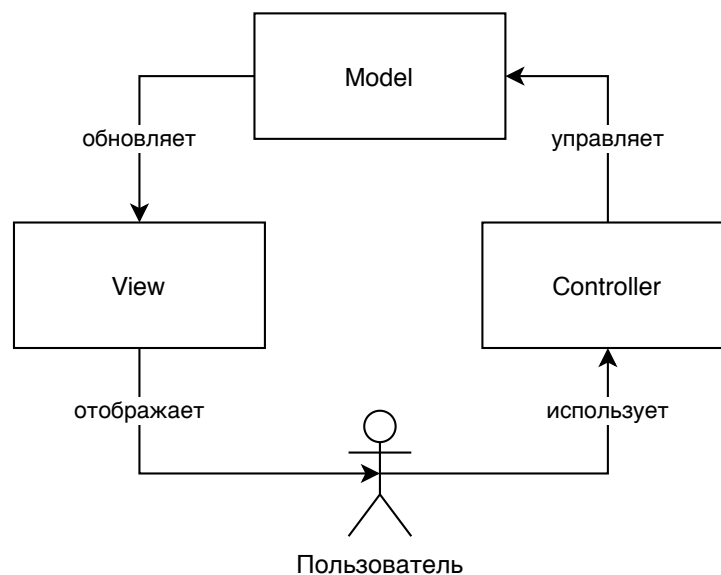 Model
обновляет
управляет
View
Controller
отображает
использует
Пользователь